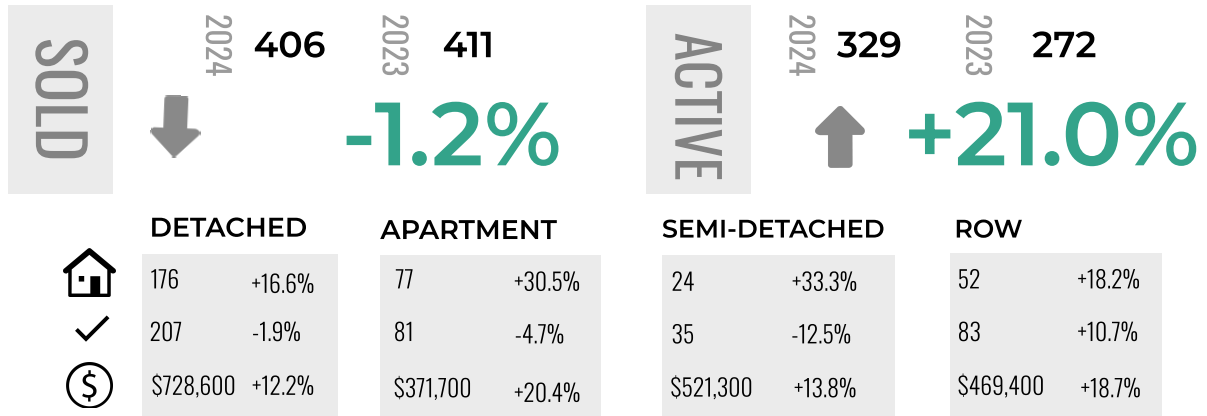 SOLD
2024 406 2023 411
-1.2%
ACTIVE
2024 329 2023 272
+21.0%
DETACHED APARTMENT SEMI-DETACHED ROW
176 +16.6% 77 +30.5% 24 +33.3% 52 +18.2%
207 -1.9% 81 -4.7% 35 -12.5% 83 +10.7%
$ $728,600 +12.2% $371,700 +20.4% $521,300 +13.8% $469,400 +18.7%